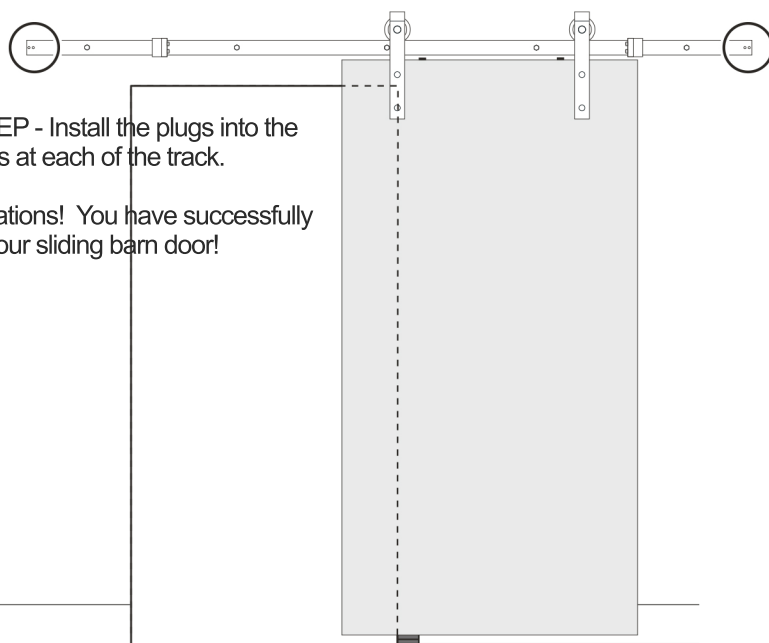 EP - Install the plugs into the
s at each of the track.
ations! You have successfully
our sliding barn door!